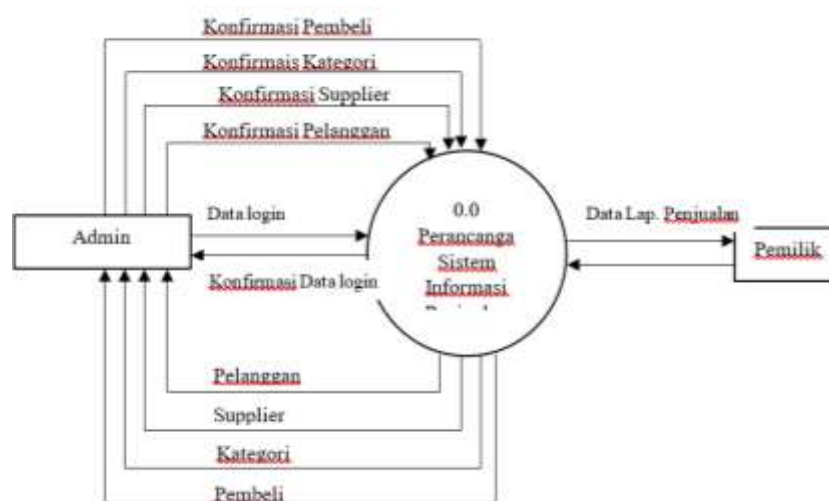 Konfirmasi Pembeli
Konfirmais Kategori
Konfirmasi Supplier
Konfirmasi Pelanggan
Data login
Admin
Konfirmasi Data login
0.0
Perancanga
Sistem
Informasi
Data Lap. Penjualan
Pemilik
Pelanggan
Supplier
Kategori
Pembeli